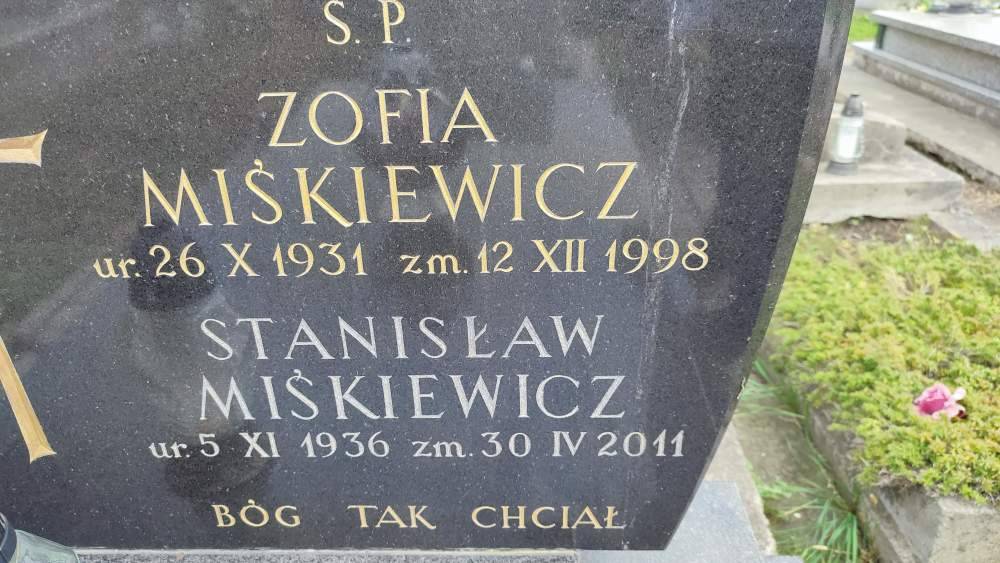 Ś. P.
ZOFIA
MIŚKIEWICZ
ur. 26 X 1931 zm. 12 XII 1998
STANISŁAW
MIŚKIEWICZ
ur. 5 XI 1936 zm. 30 IV 2011
BÓG TAK CHCIAŁ